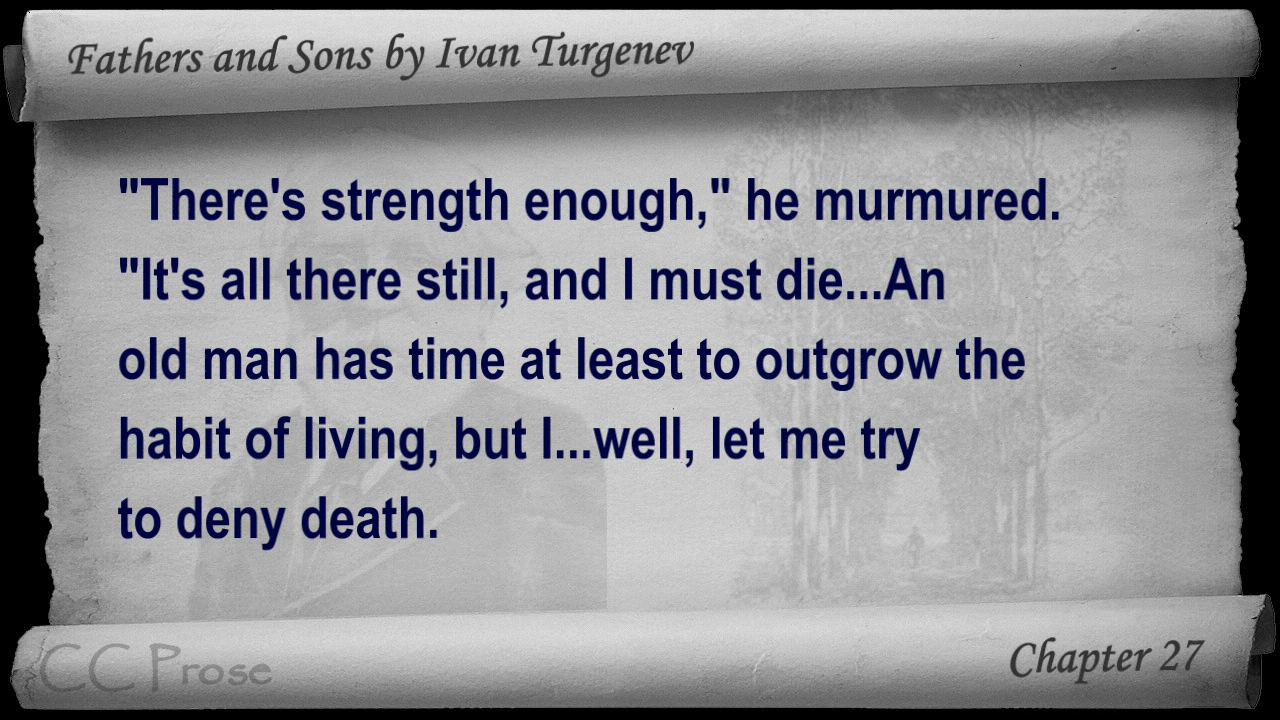 Fathers and Sons by Ivan Turgenev
"There's strength enough," he murmured.
"It's all there still, and I must die...An
old man has time at least to outgrow the
habit of living, but I...well, let me try
to deny death.
CC Prose
Chapter 27